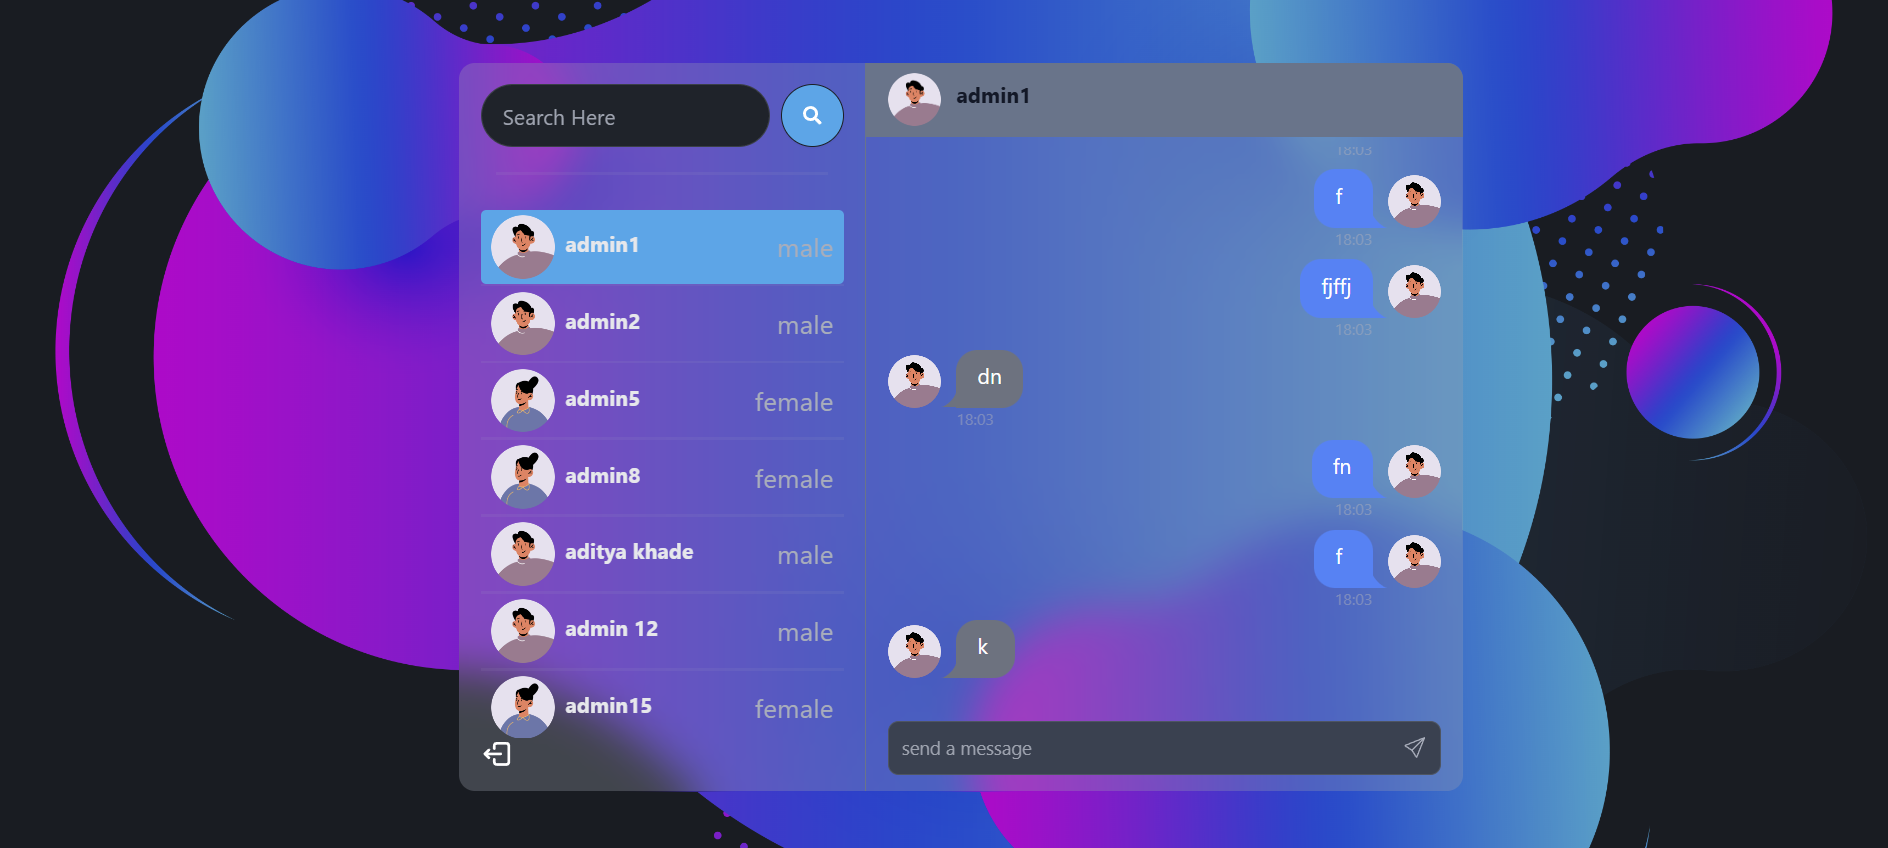 Search Here
admin1
male
admin2
male
admin5
female
admin8
female
aditya khade
male
admin 12
male
admin15
female
admin1
18:03
f
18:03
fjffj
18:03
dn
18:03
fn
18:03
f
18:03
k
send a message